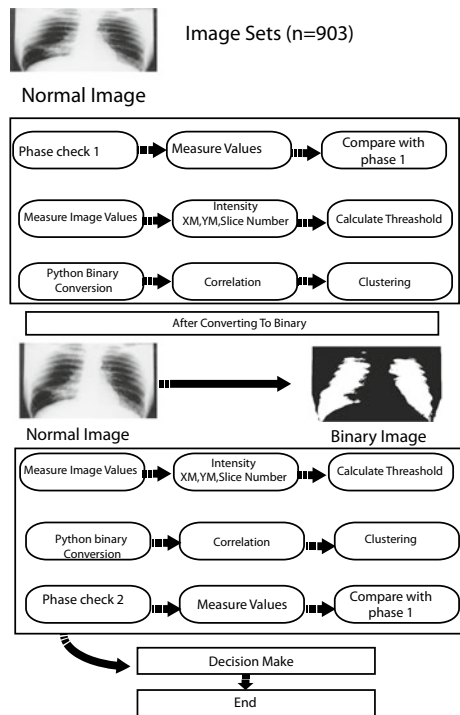 Image Sets (n=903)
Normal Image
Phase check 1
Measure Values
Compare with
phase 1
Measure Image Values
Intensity
XM,YM,Slice Number
Calculate Threashold
Python Binary
Conversion
Correlation
Clustering
After Converting To Binary
Normal Image
Binary Image
Measure Image Values
Intensity
XM,YM,Slice Number
Calculate Threashold
Python binary
Conversion
Correlation
Clustering
Phase check 2
Measure Values
Compare with
phase 1
Decision Make
End